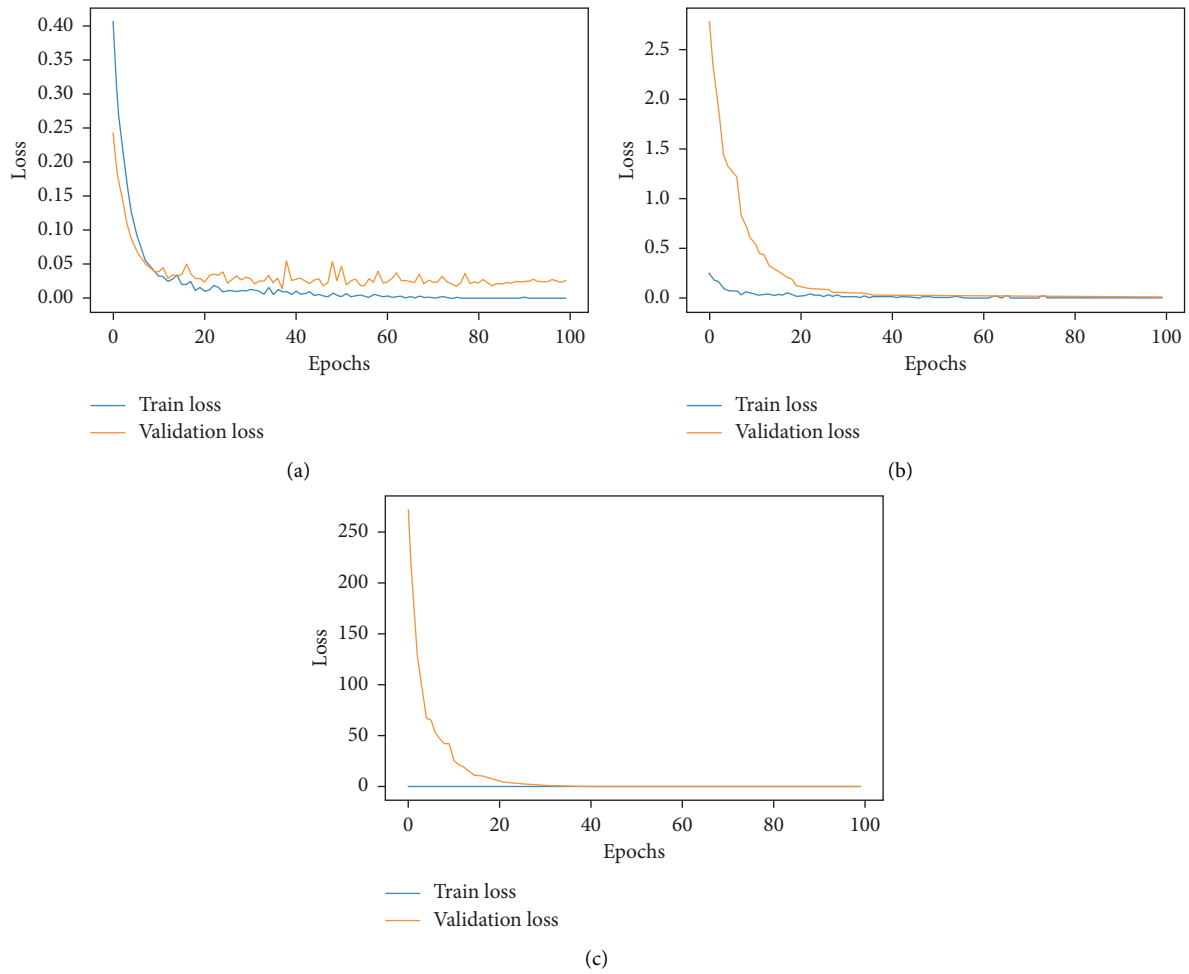 0.40
0.35
0.30
0.25
0.20
0.15
0.10
0.05
0.00
Loss
0 20 40 60 80 100
Epochs
Train loss
Validation loss
(a)
2.5
2.0
1.5
1.0
0.5
0.0
Loss
0 20 40 60 80 100
Epochs
Train loss
Validation loss
(b)
250
200
150
100
50
0
Loss
0 20 40 60 80 100
Epochs
Train loss
Validation loss
(c)